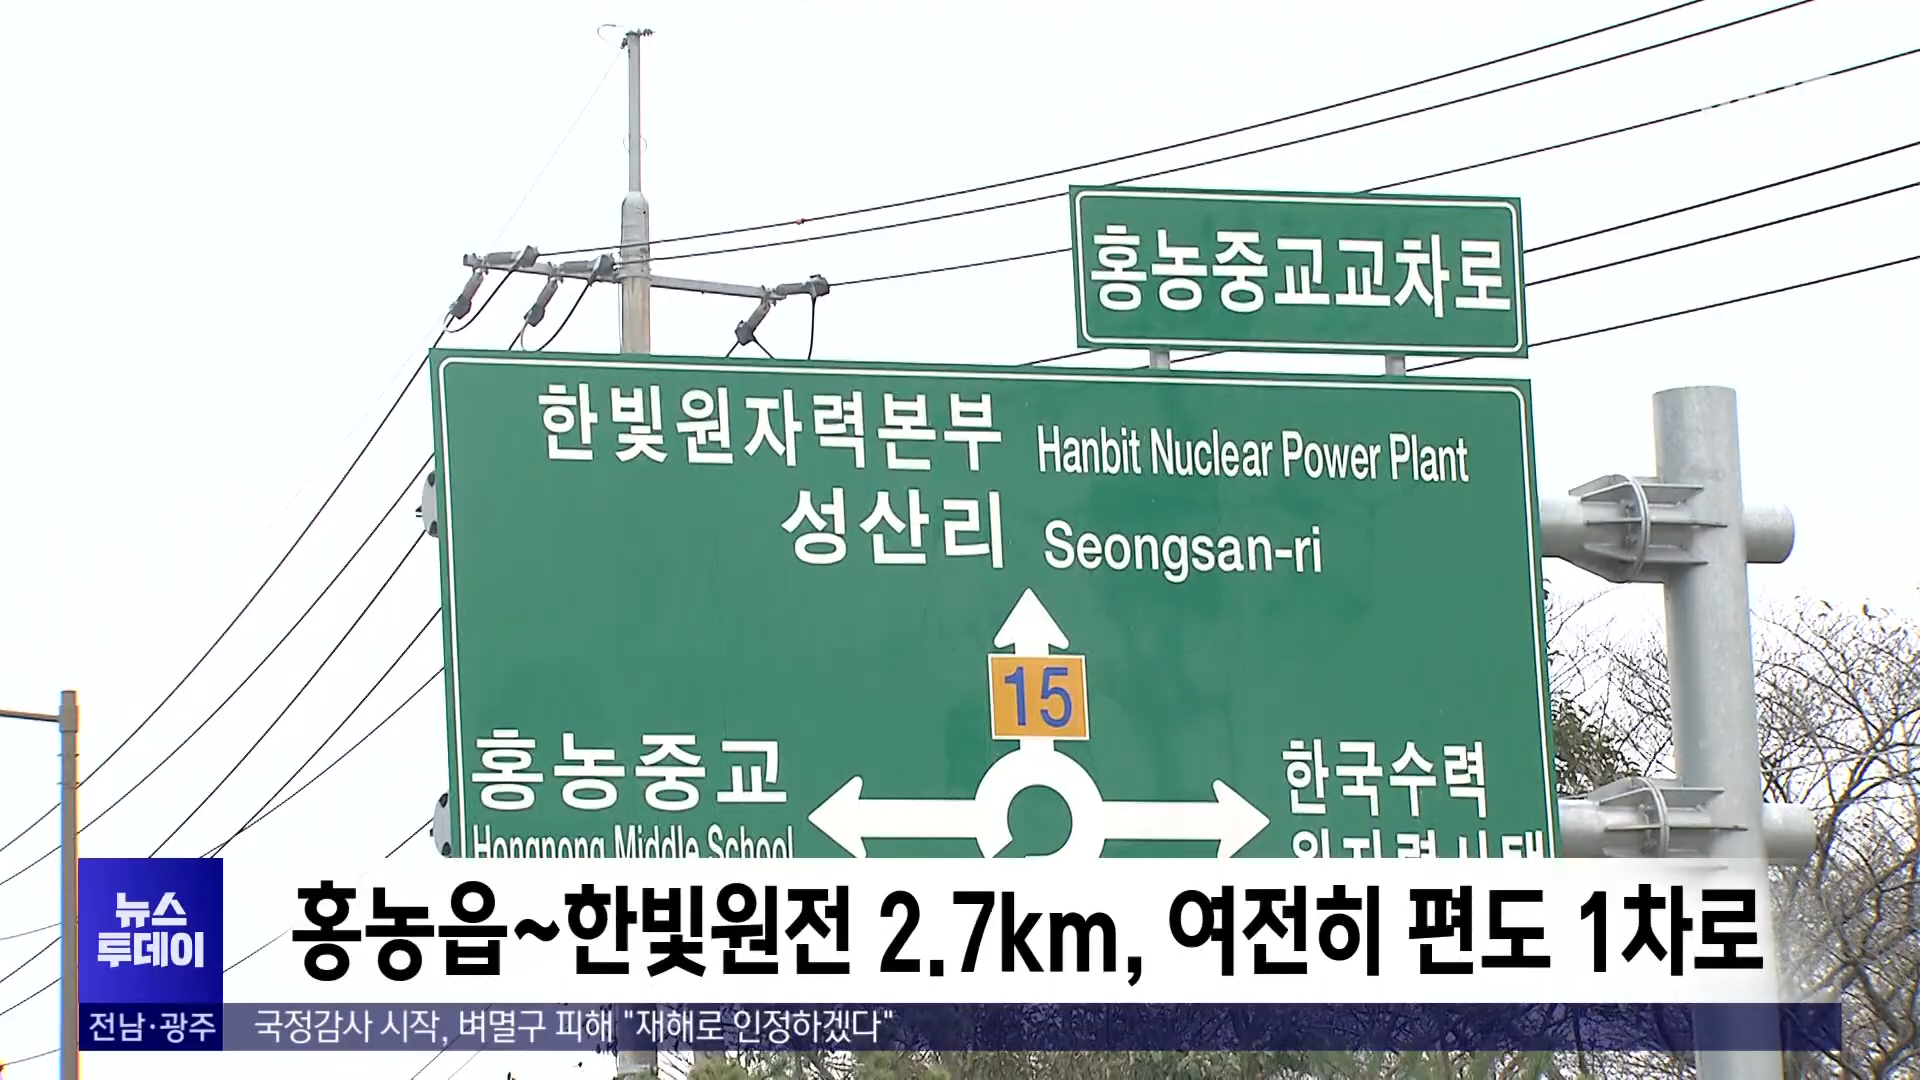 홍농중교교차로
한빛원자력본부 Hanbit Nuclear Power Plant
성산리 Seongsan-ri
15
홍농중교
Hongnong Middle School
한국수력
뉴스
투데이
홍농읍~한빛원전 2.7km, 여전히 편도 1차로
전남·광주
국정감사 시작, 벼멸구 피해 "재해로 인정하겠다"